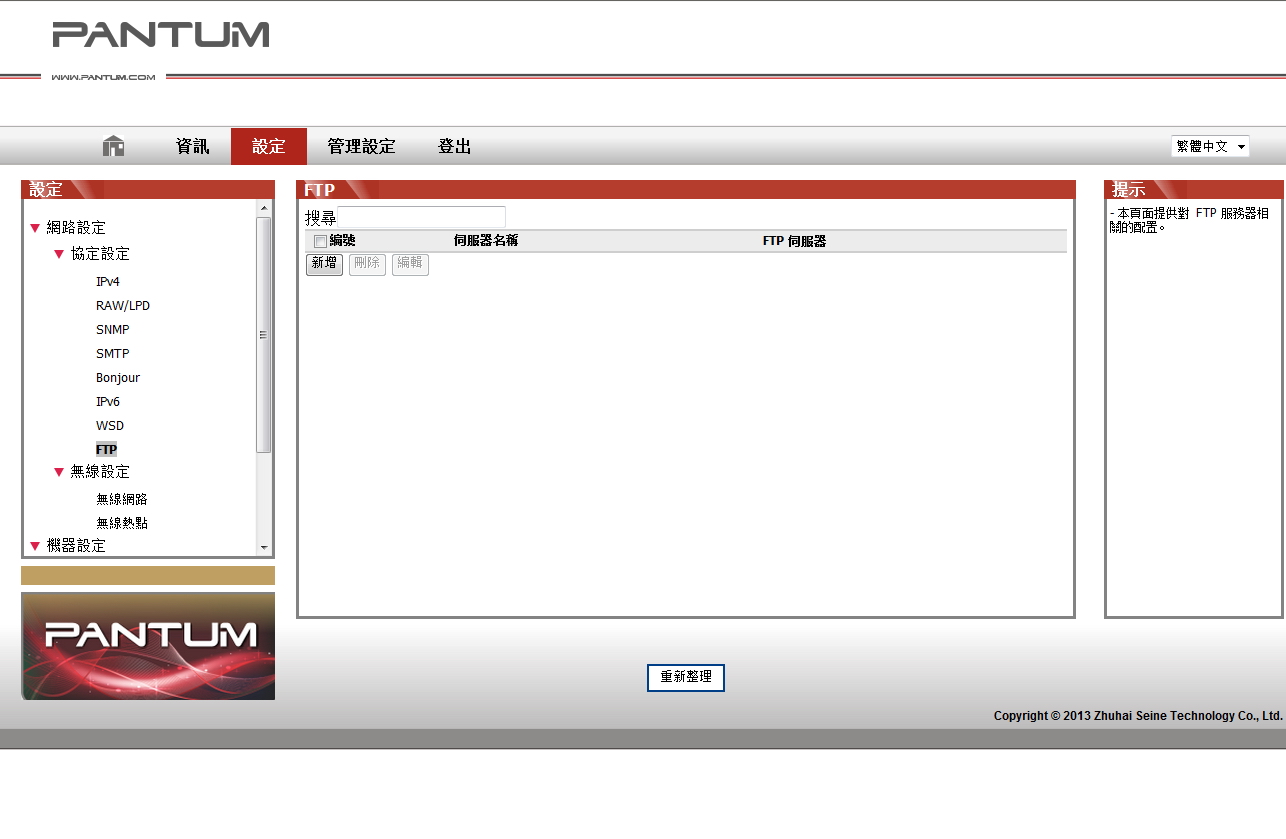 PANTUM
WWW.PANTUM.COM
資訊 設定 管理設定 登出 繁體中文
設定
網路設定
協定設定
IPv4
RAW/LPD
SNMP
SMTP
Bonjour
IPv6
WSD
FTP
無線設定
無線網路
無線熱點
機器設定
PANTUM
FTP
搜尋
編號 伺服器名稱 FTP 伺服器
新增 刪除 編輯
提示
- 本頁面提供對 FTP 服務器相
關的配置。
重新整理
Copyright © 2013 Zhuhai Seine Technology Co., Ltd.